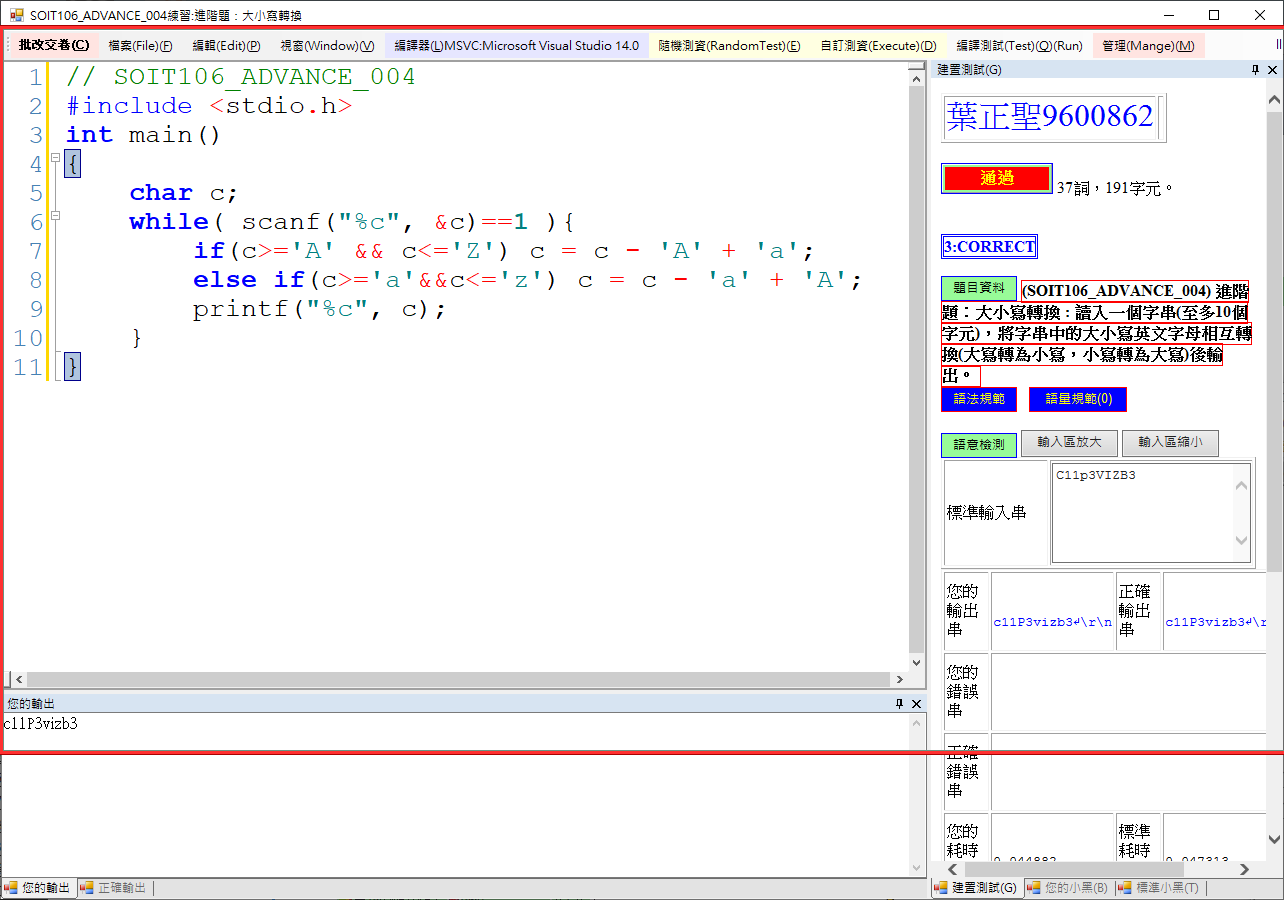 SOIT106_ADVANCE_004練習:進階題：大小寫轉換
批改交卷(C) 檔案(File)(F) 編輯(Edit)(P) 視窗(Window)(V) 編譯器(L)MSVC:Microsoft Visual Studio 14.0 隨機測資(RandomTest)(E) 自訂測資(Execute)(D) 編譯測試(Test)(Q)(Run) 管理(Mange)(M)
1 // SOIT106_ADVANCE_004
2 #include <stdio.h>
3 int main()
4 {
5 char c;
6 while( scanf("%c", &c)==1 ){
7 if(c>='A' && c<='Z') c = c - 'A' + 'a';
8 else if(c>='a'&&c<='z') c = c - 'a' + 'A';
9 printf("%c", c);
10 }
11 }
您的輸出
c11P3vizb3
您的輸出 正確輸出
建置測試(G)
葉正聖9600862
通過 37詞，191字元。
3:CORRECT
題目資料 (SOIT106_ADVANCE_004) 進階
題：大小寫轉換 : 讀入一個字串(至多10個
字元)，將字串中的大小寫英文字母相互轉
換(大寫轉為小寫，小寫轉為大寫)後輸
出。
語法規範 語量規範(0)
語意檢測 輸入區放大 輸入區縮小
標準輸入串 C11p3VIZB3
您的
輸出
串
c11P3vizb3↲\r\n
正確
輸出
串
c11P3vizb3↲\r
您的
錯誤
串
正確
錯誤
串
您的
耗時
0.044882
標準
耗時
0.047313
建置測試(G) 您的小黑(B) 標準小黑(T)